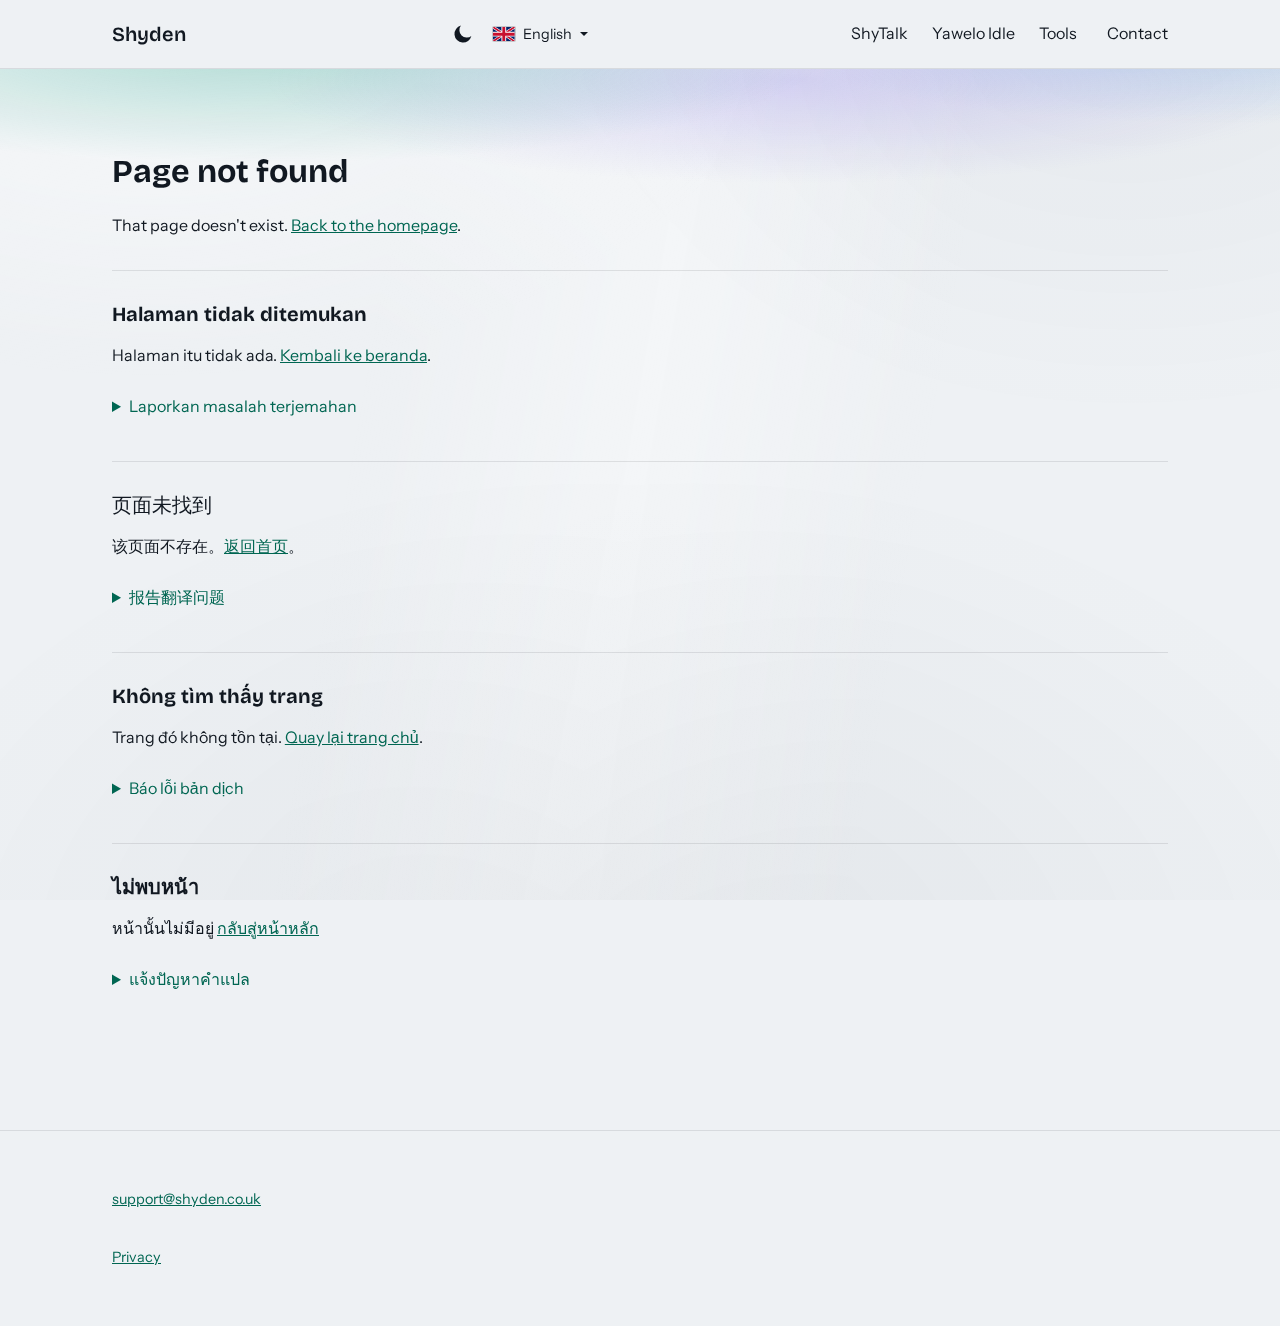 Shyden
English
ShyTalk
Yawelo Idle
Tools
Contact
Page not found
That page doesn't exist. Back to the homepage.
Halaman tidak ditemukan
Halaman itu tidak ada. Kembali ke beranda.
Laporkan masalah terjemahan
页面未找到
该页面不存在。返回首页。
报告翻译问题
Không tìm thấy trang
Trang đó không tồn tại. Quay lại trang chủ.
Báo lỗi bản dịch
ไม่พบหน้า
หน้านั้นไม่มีอยู่ กลับสู่หน้าหลัก
แจ้งปัญหาคำแปล
support@shyden.co.uk
Privacy